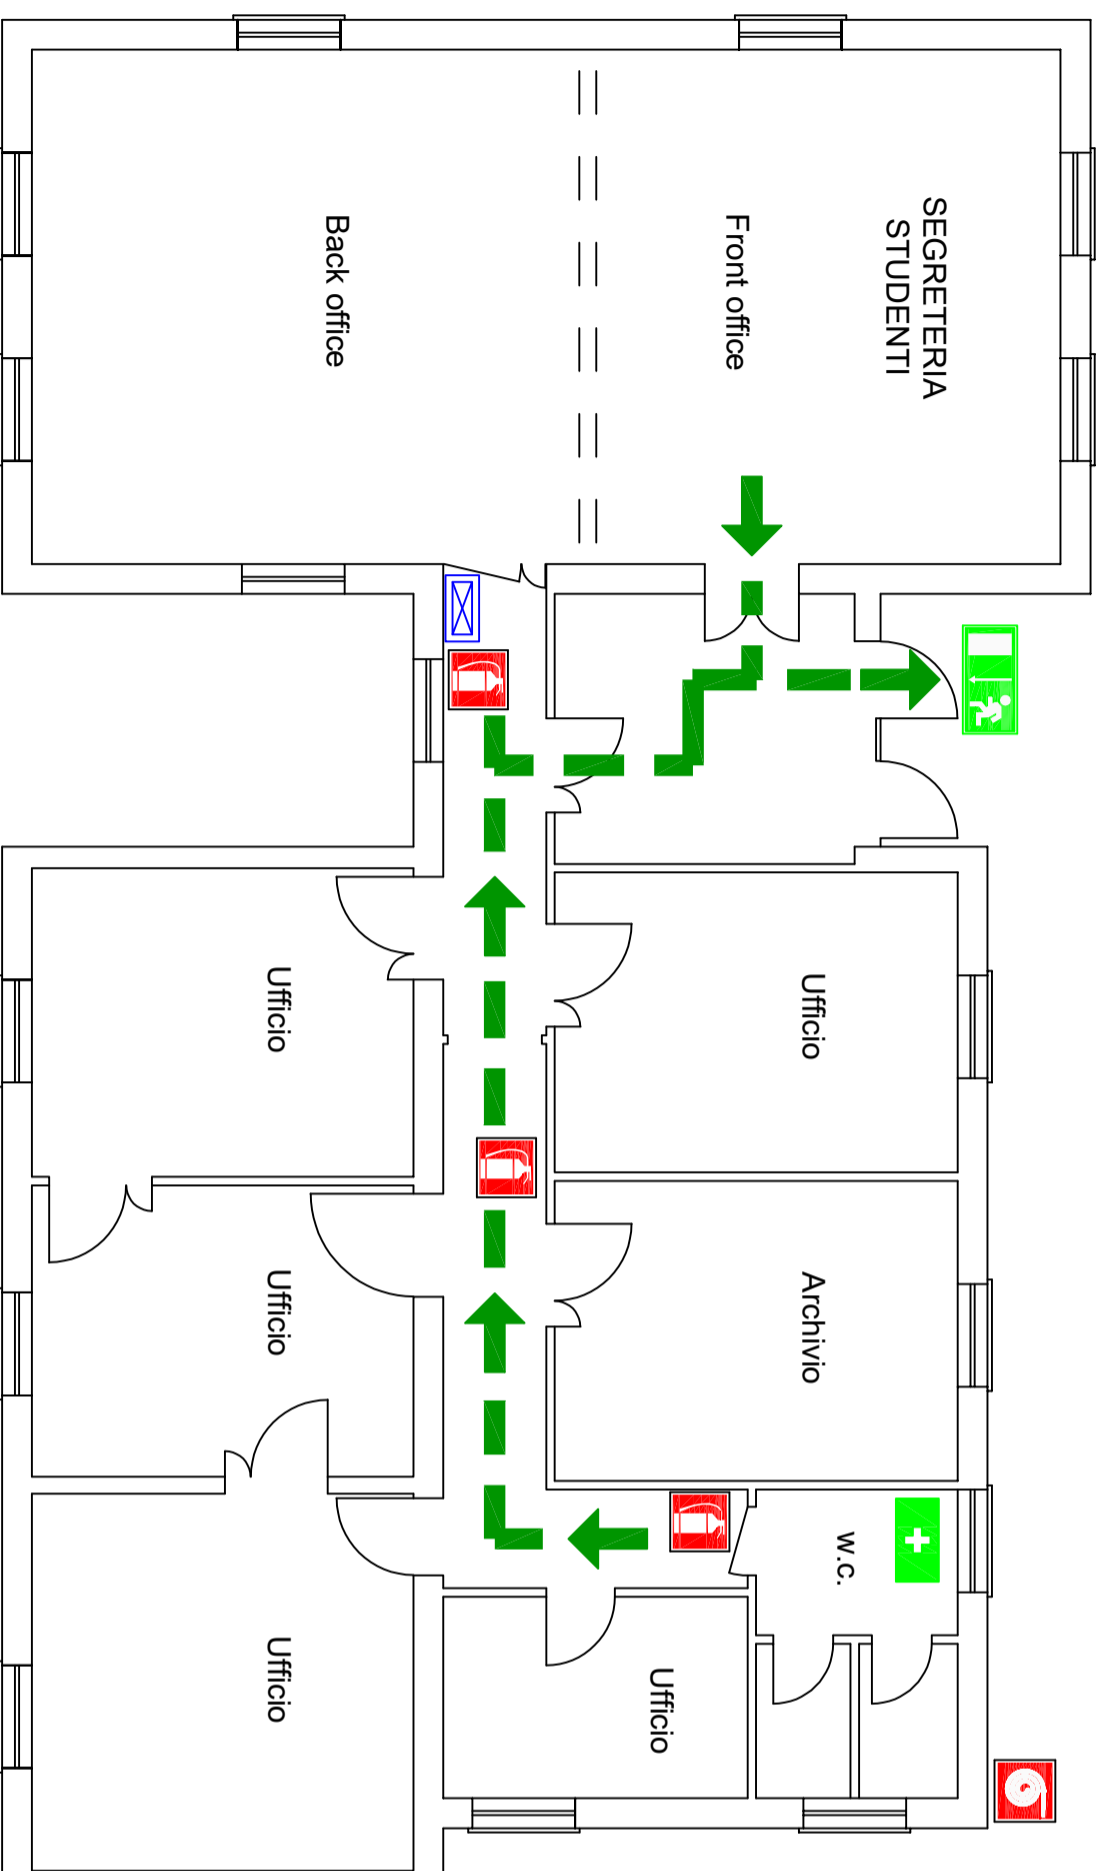 SEGRETERIA
STUDENTI
Front office
Back office
Ufficio
Ufficio
Archivio
Ufficio
w.c.
Ufficio
Ufficio